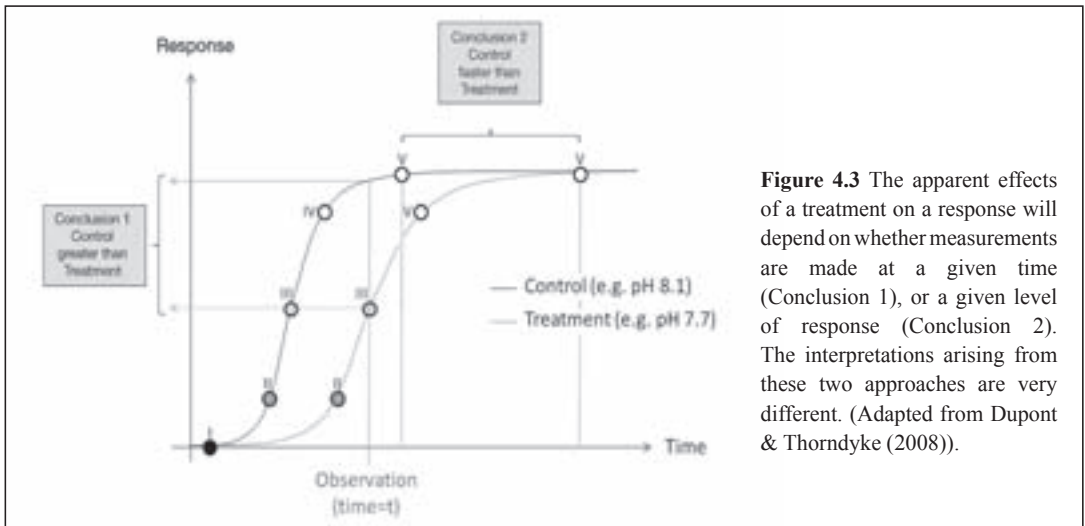 Response
Conclusion 2
Control
faster than
Treatment
Conclusion 1
Control
greater than
Treatment
I
II
III
IV
V
II
III
V
V
Control (e.g. pH 8.1)
Treatment (e.g. pH 7.7)
Time
Observation
(time=t)
Figure 4.3 The apparent effects
of a treatment on a response will
depend on whether measurements
are made at a given time
(Conclusion 1), or a given level
of response (Conclusion 2).
The interpretations arising from
these two approaches are very
different. (Adapted from Dupont
& Thorndyke (2008)).